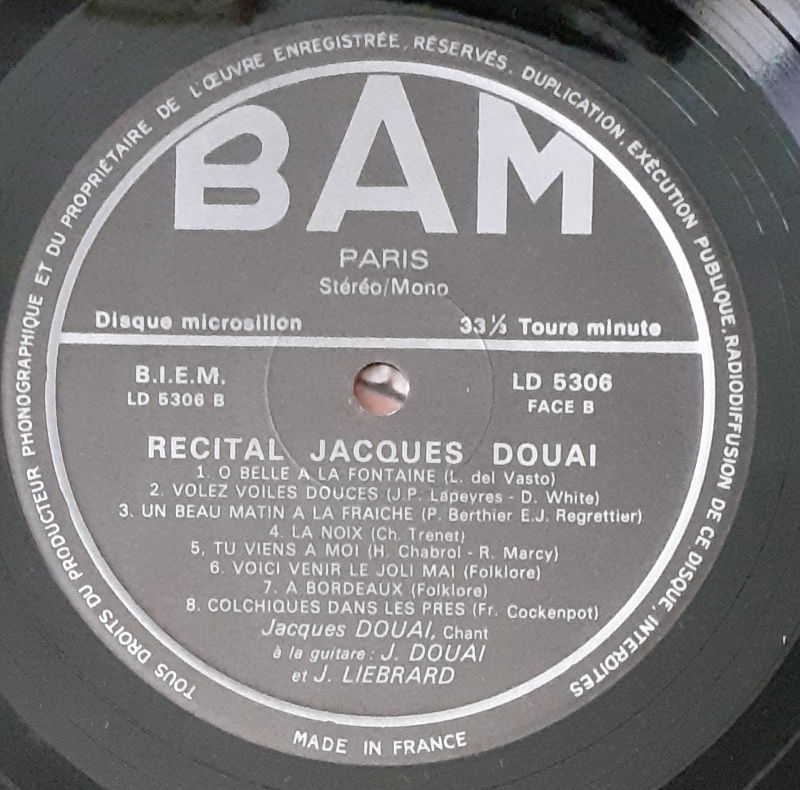 TOUS DROITS DU PRODUCTEUR PHONOGRAPHIQUE ET DU PROPRIÉTAIRE DE L'ŒUVRE ENREGISTRÉE, RÉSERVÉS. DUPLICATION, EXÉCUTION PUBLIQUE, RADIODIFFUSION DE CE DISQUE, INTERDITES
BAM
PARIS
Stéréo/Mono
Disque microsillon 33⅓ Tours minute
B.I.E.M. LD 5306
LD 5306 B FACE B
RECITAL JACQUES DOUAI
1. O BELLE A LA FONTAINE (L. del Vasto)
2. VOLEZ VOILES DOUCES (J.P. Lapeyres - D. White)
3. UN BEAU MATIN A LA FRAICHE (P. Berthier E.J. Regrettier)
4. LA NOIX (Ch. Trenet)
5, TU VIENS A MOI (H. Chabrol - R. Marcy)
6. VOICI VENIR LE JOLI MAI (Folklore)
7. A BORDEAUX (Folklore)
8. COLCHIQUES DANS LES PRES (Fr. Cockenpot)
Jacques DOUAI, Chant
à la guitare : J. DOUAI
et J. LIEBRARD
MADE IN FRANCE